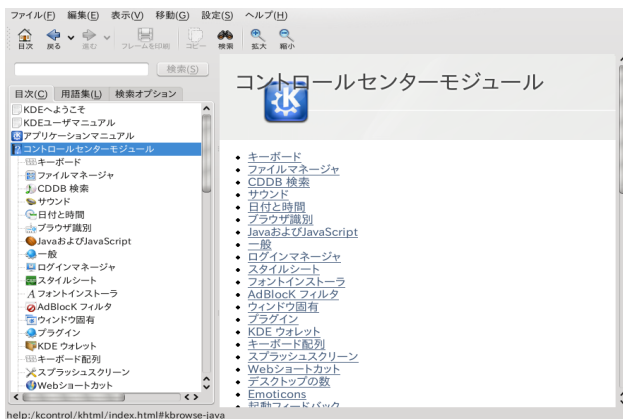 ファイル(F) 編集(E) 表示(V) 移動(G) 設定(S) ヘルプ(H)
目次 戻る 進む フレームを印刷 コピー 検索 拡大 縮小
検索(S)
目次(C) 用語集(L) 検索オプション
KDEへようこそ
KDEユーザマニュアル
アプリケーションマニュアル
コントロールセンターモジュール
キーボード
ファイルマネージャ
CDDB 検索
サウンド
日付と時間
ブラウザ識別
JavaおよびJavaScript
一般
ログインマネージャ
スタイルシート
フォントインストーラ
AdBlocK フィルタ
ウィンドウ固有
プラグイン
KDE ウォレット
キーボード配列
スプラッシュスクリーン
Webショートカット
コントロールセンターモジュール
キーボード
ファイルマネージャ
CDDB 検索
サウンド
日付と時間
ブラウザ識別
JavaおよびJavaScript
一般
ログインマネージャ
スタイルシート
フォントインストーラ
AdBlocK フィルタ
ウィンドウ固有
プラグイン
KDE ウォレット
キーボード配列
スプラッシュスクリーン
Webショートカット
デスクトップの数
Emoticons
起動フィードバック
help:/kcontrol/khtml/index.html#kbrowse-java